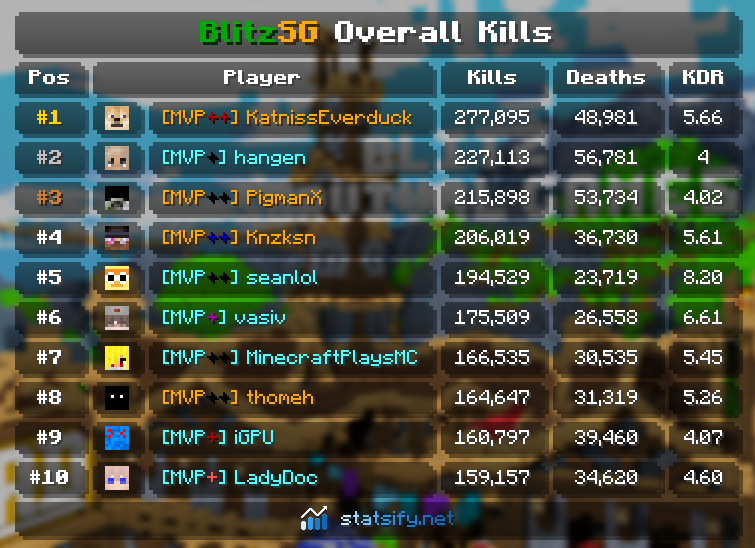 BlitzSG Overall Kills
Pos Player Kills Deaths KDR
#1 [MVP++] KatnissEverduck 277,095 48,981 5.66
#2 [MVP+] hangen 227,113 56,781 4
#3 [MVP++] PigmanX 215,898 53,734 4.02
#4 [MVP++] Knzksn 206,019 36,730 5.61
#5 [MVP++] seanlol 194,529 23,719 8.20
#6 [MVP+] vasiv 175,509 26,558 6.61
#7 [MVP++] MinecraftPlaysMC 166,535 30,535 5.45
#8 [MVP++] thomeh 164,647 31,319 5.26
#9 [MVP+] iGPU 160,797 39,460 4.07
#10 [MVP+] LadyDoc 159,157 34,620 4.60
statsify.net